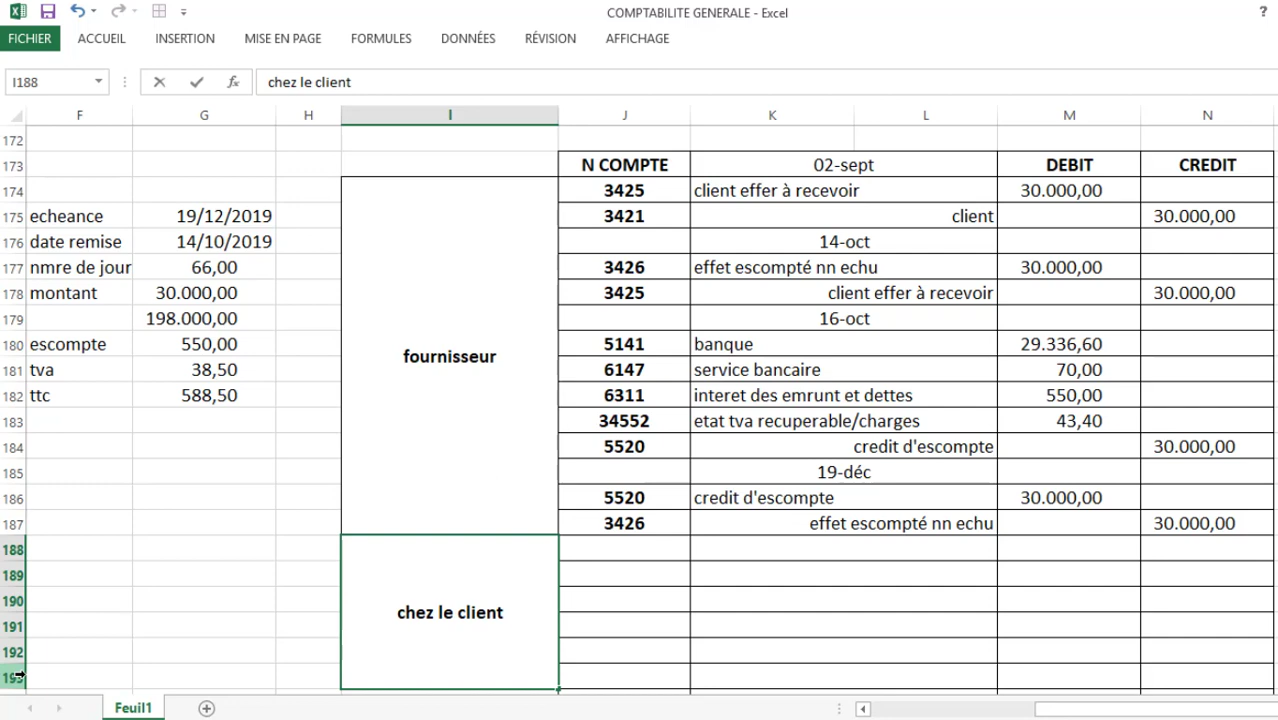 COMPTABILITE GENERALE - Excel ?
FICHIER ACCUEIL INSERTION MISE EN PAGE FORMULES DONNÉES RÉVISION AFFICHAGE
I188 fx chez le client
F G H I J K L M N
172
173 N COMPTE 02-sept DEBIT CREDIT
174 3425 client effer à recevoir 30.000,00
175 echeance 19/12/2019 3421 client 30.000,00
176 date remise 14/10/2019 14-oct
177 nmre de jour 66,00 3426 effet escompté nn echu 30.000,00
178 montant 30.000,00 3425 client effer à recevoir 30.000,00
179 198.000,00 16-oct
180 escompte 550,00 fournisseur 5141 banque 29.336,60
181 tva 38,50 6147 service bancaire 70,00
182 ttc 588,50 6311 interet des emrunt et dettes 550,00
183 34552 etat tva recuperable/charges 43,40
184 5520 credit d'escompte 30.000,00
185 19-déc
186 5520 credit d'escompte 30.000,00
187 3426 effet escompté nn echu 30.000,00
188
189
190 chez le client
191
192
193
Feuil1